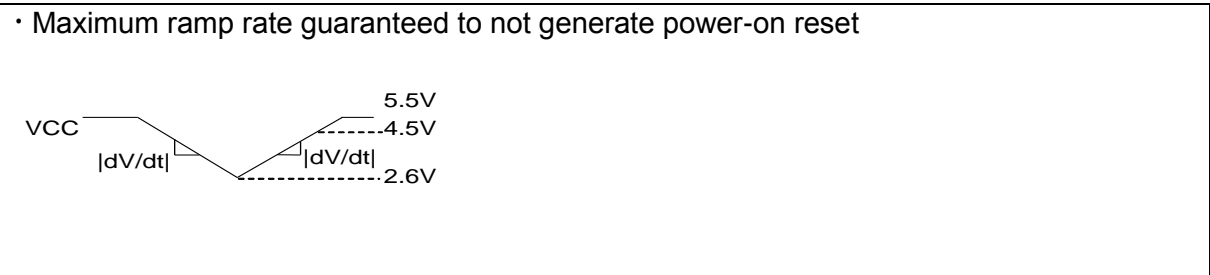 ・Maximum ramp rate guaranteed to not generate power-on reset
5.5V
VCC
4.5V
|dV/dt|
|dV/dt|
2.6V